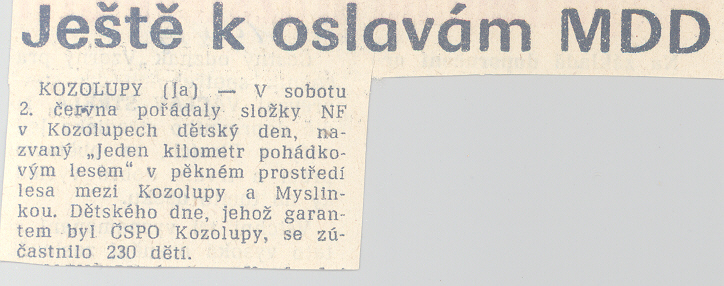 Ještě k oslavám MDD
KOZOLUPY (Ja) — V sobotu
2. června pořádaly složky NF
v Kozolupech dětský den, na-
zvaný „Jeden kilometr pohádko-
vým lesem“ v pěkném prostředí
lesa mezi Kozolupy a Myslin-
kou. Dětského dne, jehož garan-
tem byl ČSPO Kozolupy, se zú-
častnilo 230 dětí.